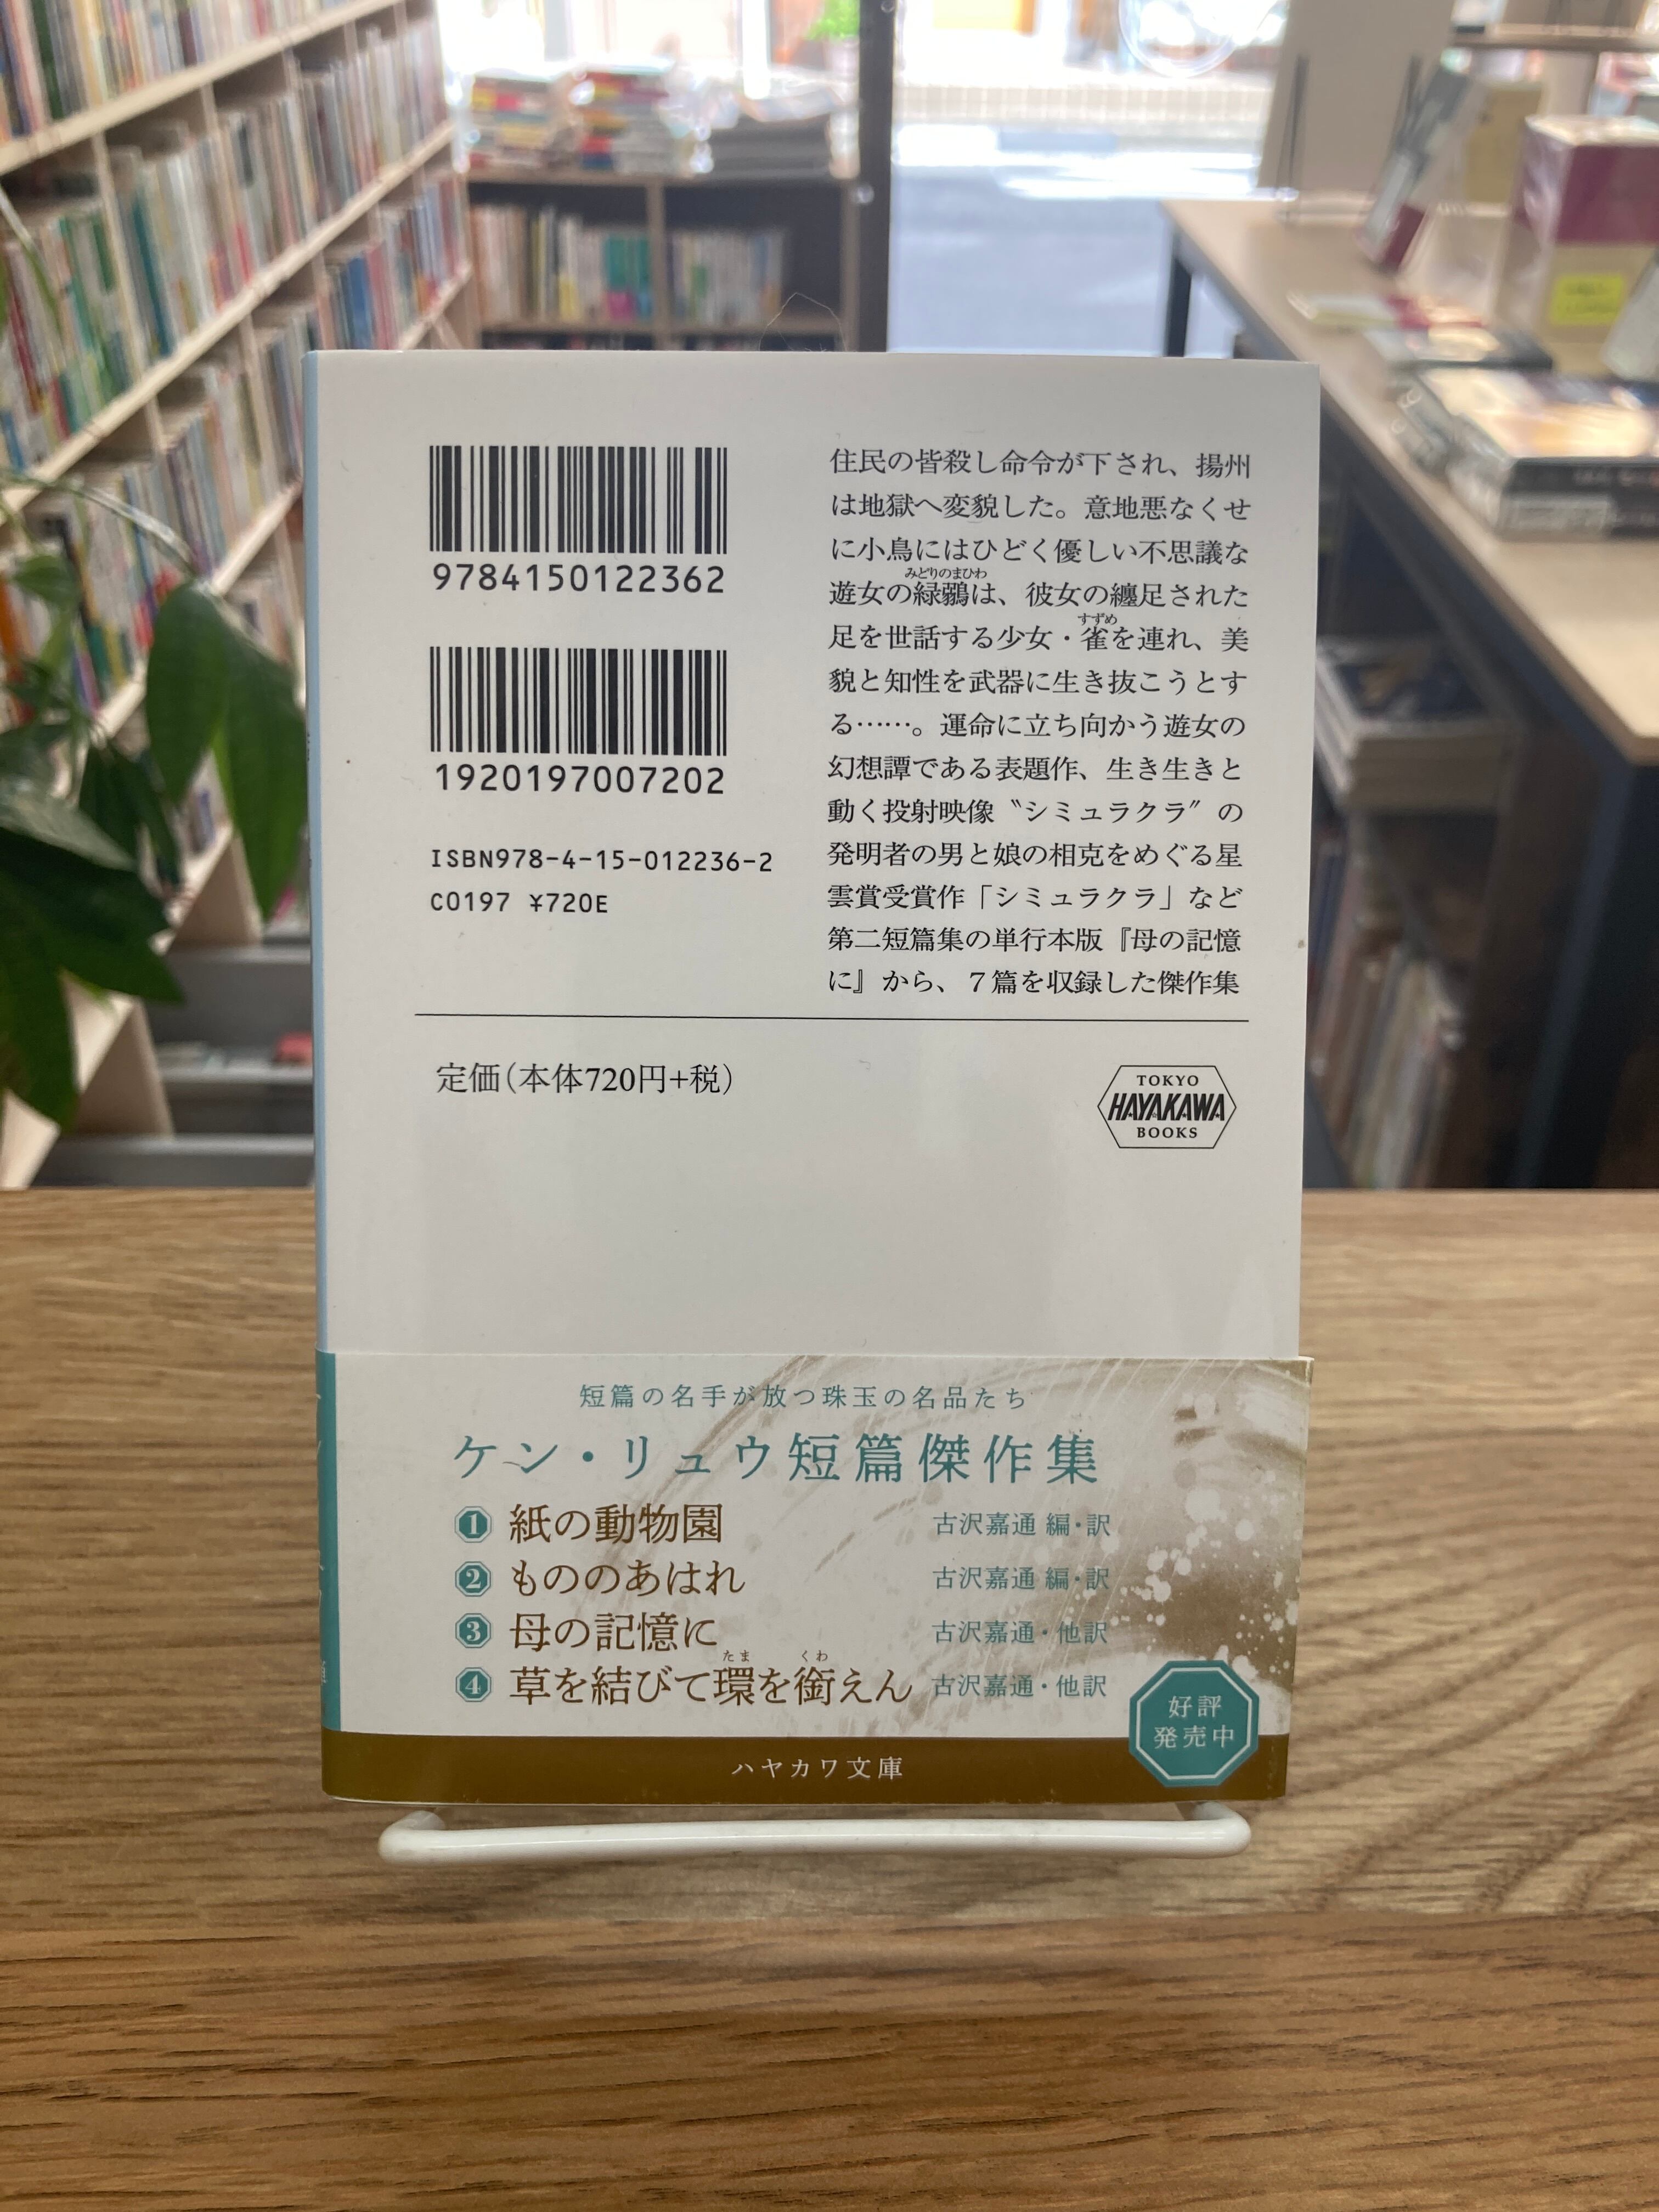 9784150122362
1920197007202
ISBN978-4-15-012236-2
C0197 ¥720E
住民の皆殺し命令が下され、揚州
は地獄へ変貌した。意地悪なくせ
に小鳥にはひどく優しい不思議な
みどりのまひわ
遊女の緑鶸は、彼女の纏足された
すずめ
足を世話する少女・雀を連れ、美
貌と知性を武器に生き抜こうとす
る……。運命に立ち向かう遊女の
幻想譚である表題作、生き生きと
動く投射映像〝シミュラクラ〟の
発明者の男と娘の相克をめぐる星
雲賞受賞作「シミュラクラ」など
第二短篇集の単行本版『母の記憶
に』から、7篇を収録した傑作集
定価(本体720円+税)
TOKYO
HAYAKAWA
BOOKS
短篇の名手が放つ珠玉の名品たち
ケン・リュウ短篇傑作集
1 紙の動物園 古沢嘉通 編・訳
2 もののあはれ 古沢嘉通 編・訳
3 母の記憶に 古沢嘉通・他訳
たま くわ
4 草を結びて環を銜えん 古沢嘉通・他訳
好評
発売中
ハヤカワ文庫